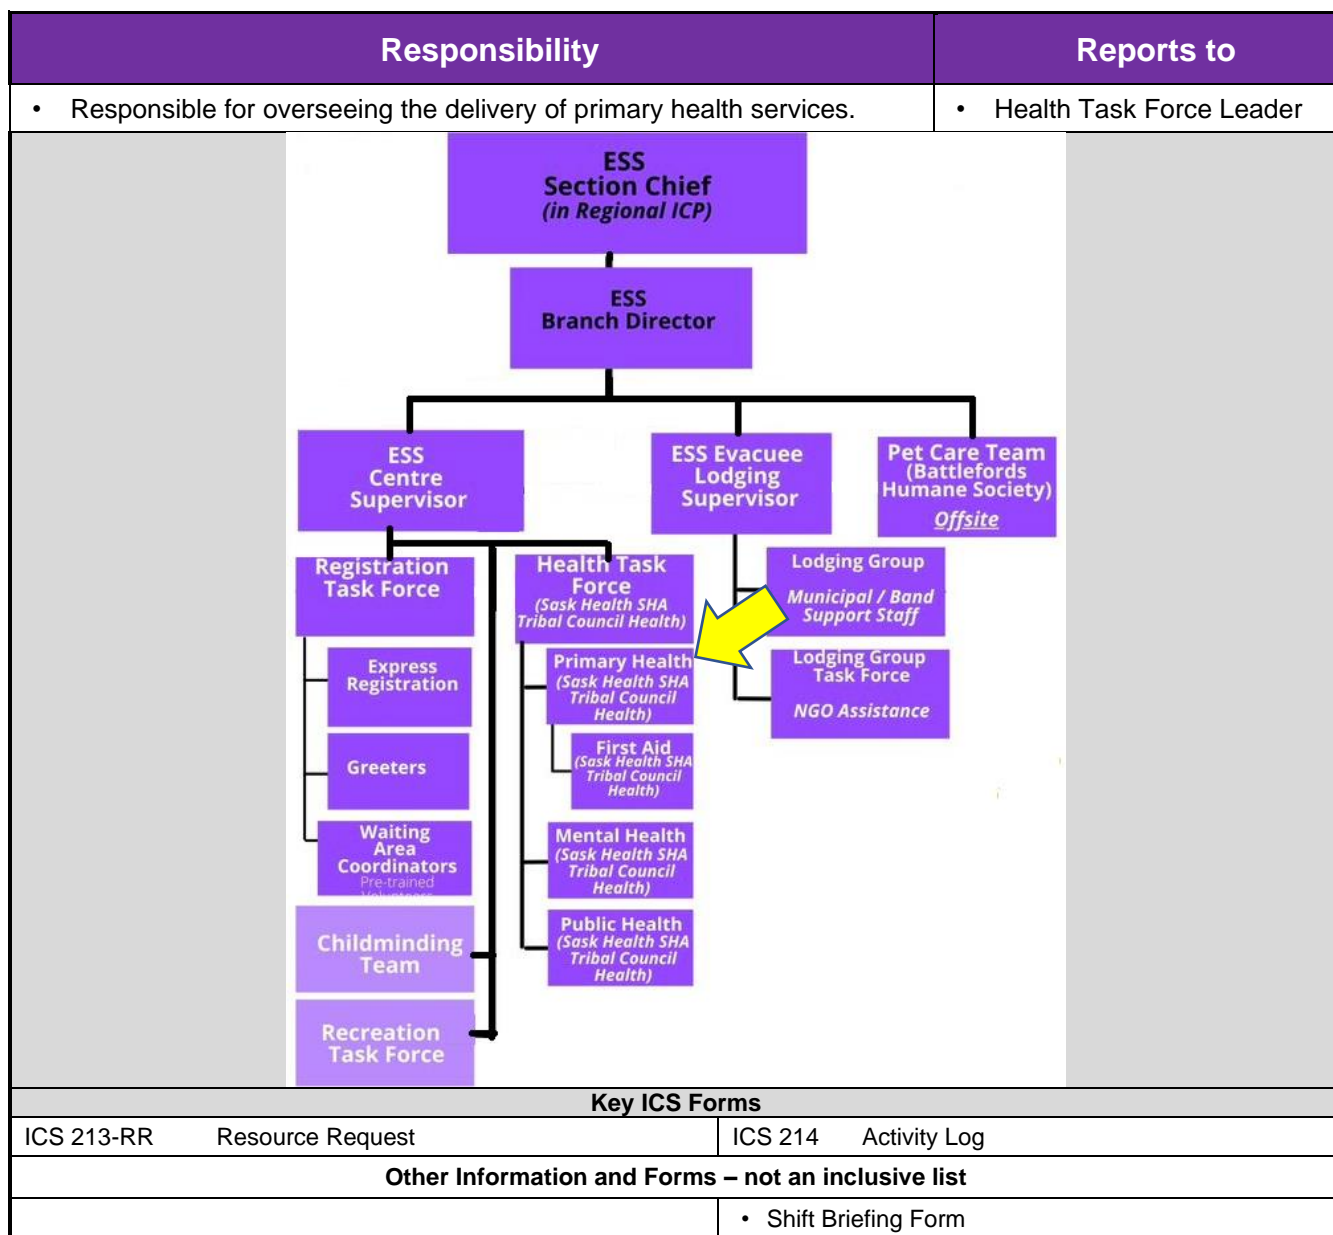 Responsibility
Reports to
• Responsible for overseeing the delivery of primary health services.
• Health Task Force Leader
ESS
Section Chief
(in Regional ICP)
ESS
Branch Director
ESS
Centre
Supervisor
ESS Evacuee
Lodging
Supervisor
Pet Care Team
(Battlefords
Humane Society)
Offsite
Registration
Task Force
Express
Registration
Greeters
Waiting
Area
Coordinators
Pre-trained
Volunteers
Childminding
Team
Recreation
Task Force
Health Task
Force
(Sask Health SHA
Tribal Council Health)
Primary Health
(Sask Health SHA
Tribal Council
Health)
First Aid
(Sask Health SHA
Tribal Council
Health)
Mental Health
(Sask Health SHA
Tribal Council
Health)
Public Health
(Sask Health SHA
Tribal Council
Health)
Lodging Group
Municipal / Band
Support Staff
Lodging Group
Task Force
NGO Assistance
Key ICS Forms
ICS 213-RR Resource Request
ICS 214 Activity Log
Other Information and Forms – not an inclusive list
• Shift Briefing Form